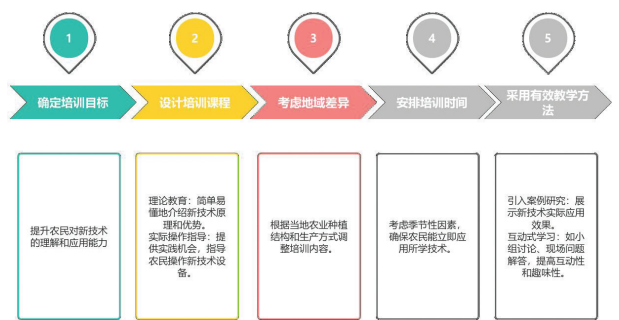 1
2
3
4
5
确定培训目标
设计培训课程
考虑地域差异
安排培训时间
采用有效教学方
法
提升农民对新技术
的理解和应用能力
理论教育：简单易
懂地介绍新技术原
理和优势。
实际操作指导：提
供实践机会，指导
农民操作新技术设
备。
根据当地农业种植
结构和生产方式调
整培训内容。
考虑季节性因素，
确保农民能立即应
用所学技术。
引入案例研究：展
示新技术实际应用
效果。
互动式学习：如小
组讨论、现场问题
解答，提高互动性
和趣味性。